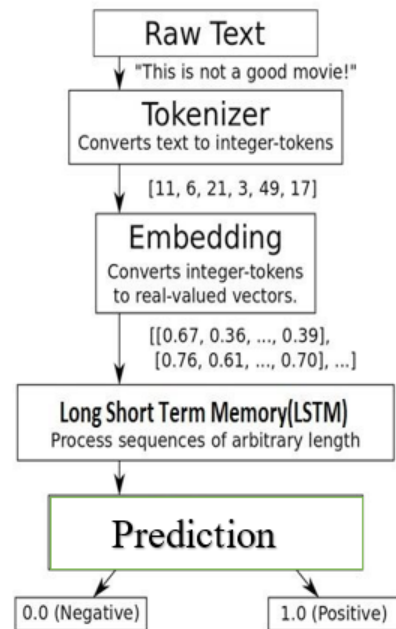 Raw Text
"This is not a good movie!"
Tokenizer
Converts text to integer-tokens
[11, 6, 21, 3, 49, 17]
Embedding
Converts integer-tokens
to real-valued vectors.
[[0.67, 0.36, ..., 0.39],
[0.76, 0.61, ..., 0.70], ...]
Long Short Term Memory(LSTM)
Process sequences of arbitrary length
Prediction
0.0 (Negative)
1.0 (Positive)